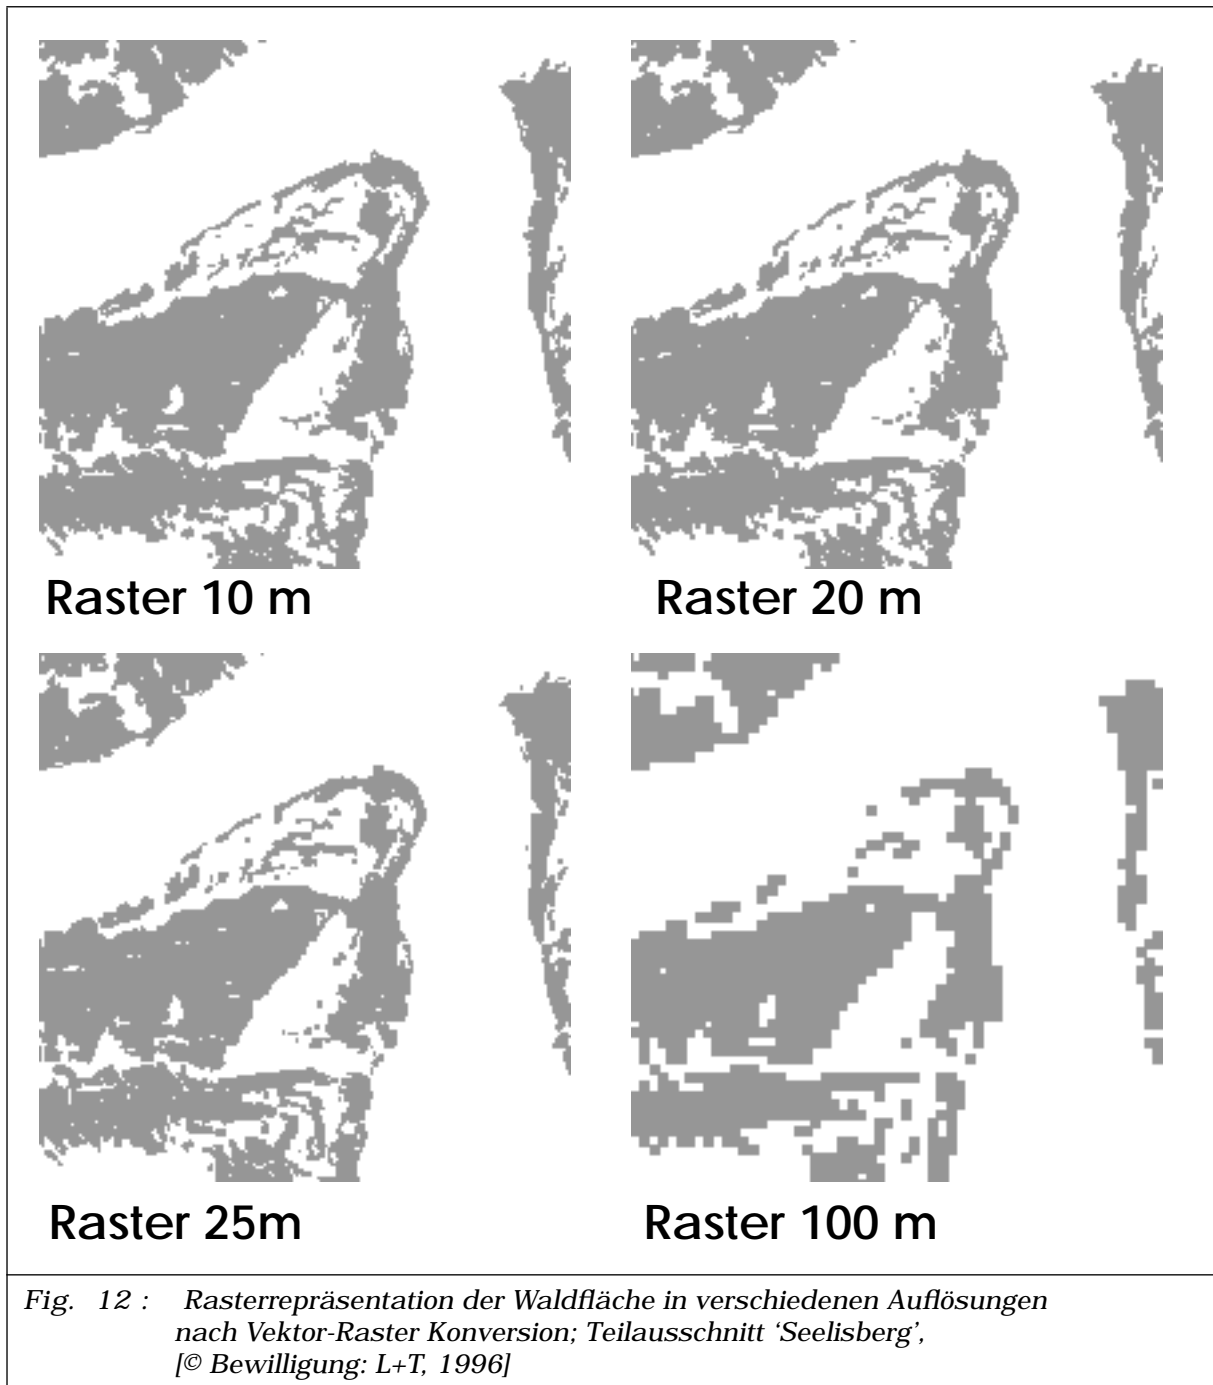 Raster 10 m
Raster 20 m
Raster 25m
Raster 100 m
Fig. 12 : Rasterrepräsentation der Waldfläche in verschiedenen Auflösungen
nach Vektor-Raster Konversion; Teilausschnitt ‘Seelisberg’,
[© Bewilligung: L+T, 1996]